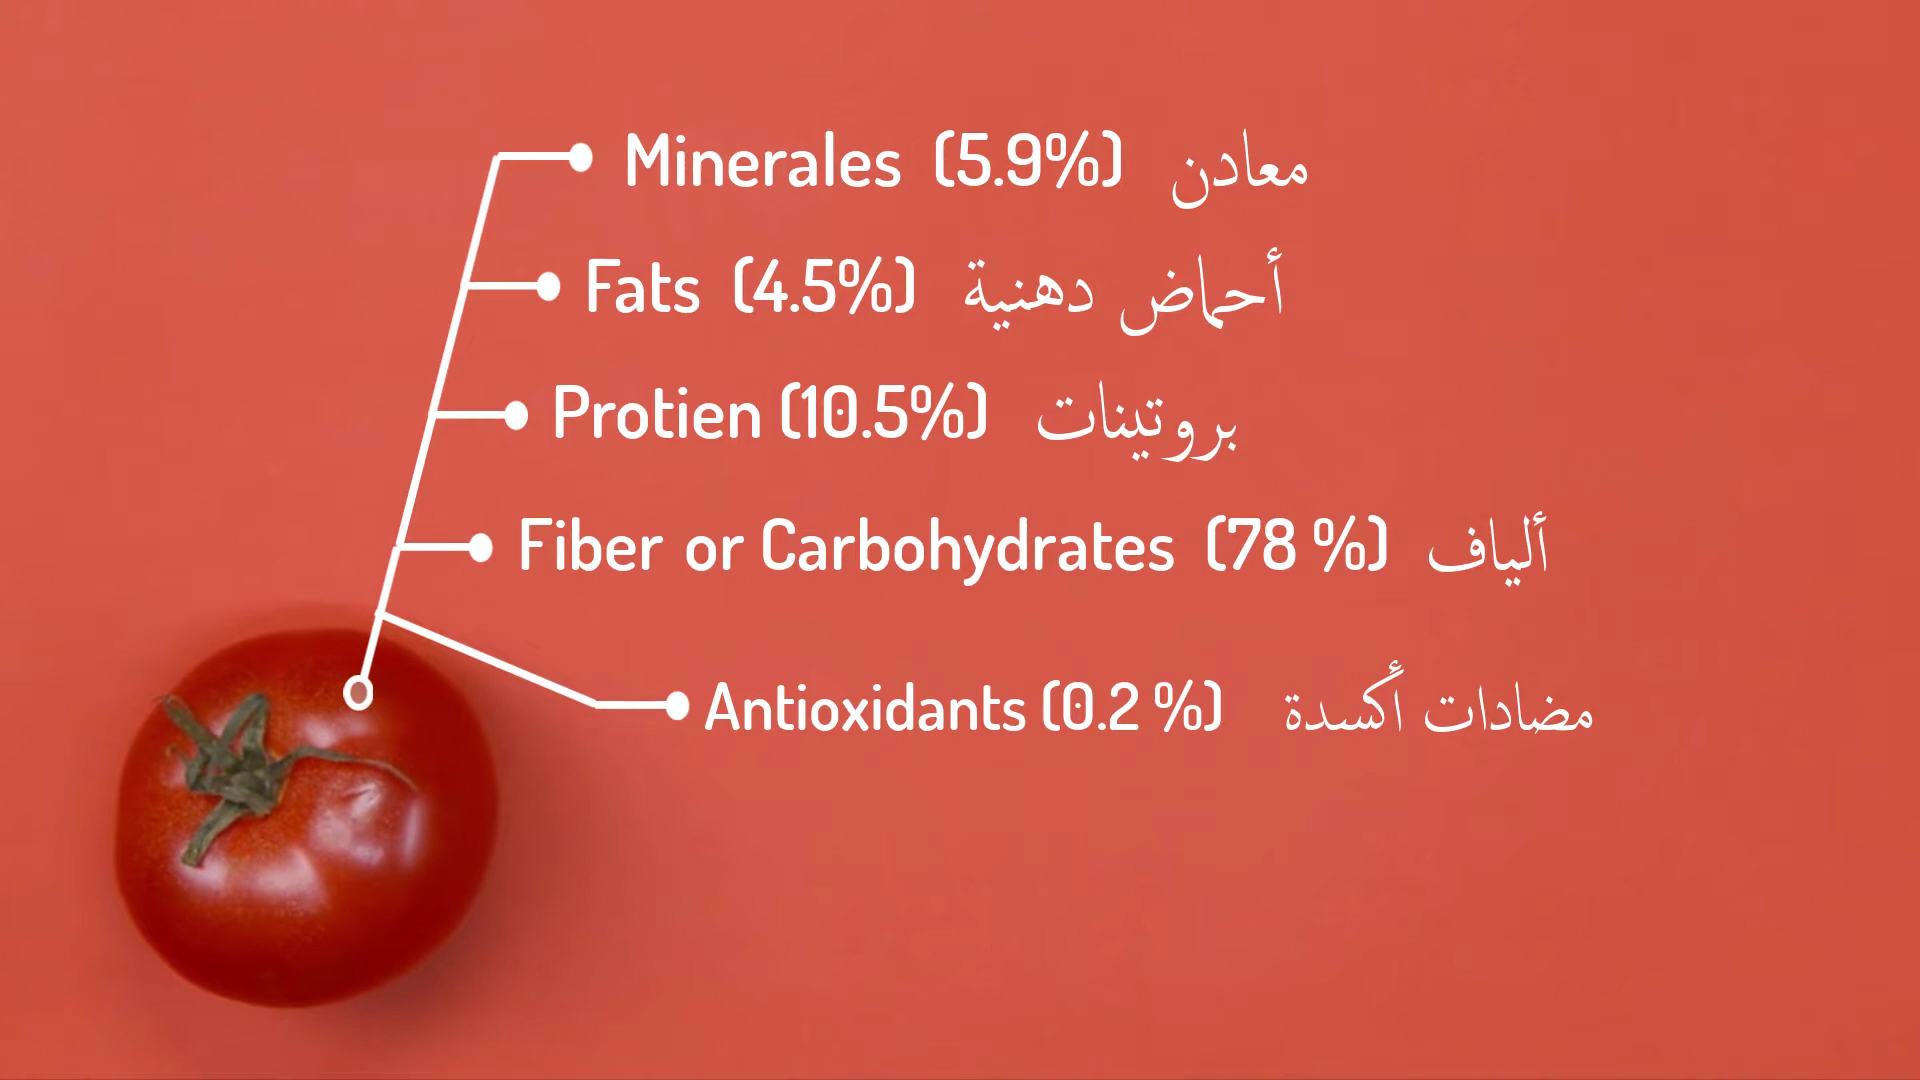 Minerales (5.9%) معادن
Fats (4.5%) أحماض دهنية
Protien (10.5%) بروتينات
Fiber or Carbohydrates (78 %) ألياف
Antioxidants (0.2 %) مضادات أكسدة